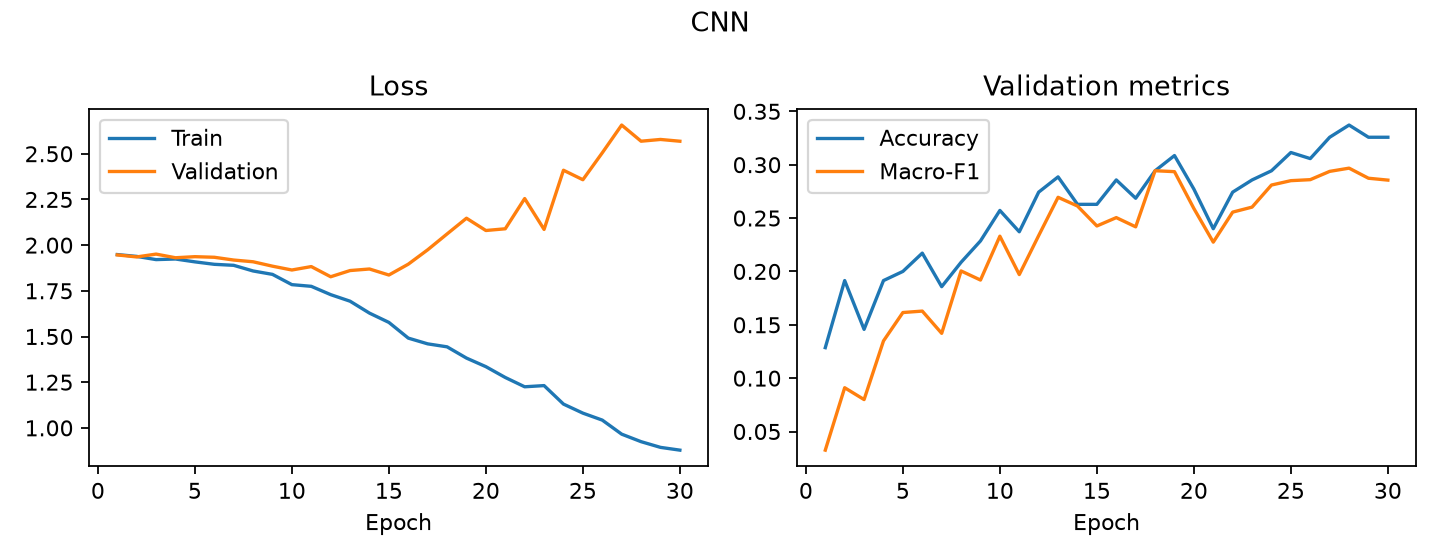 CNN
Loss
Train
Validation
2.50
2.25
2.00
1.75
1.50
1.25
1.00
0 5 10 15 20 25 30
Epoch
Validation metrics
Accuracy
Macro-F1
0.35
0.30
0.25
0.20
0.15
0.10
0.05
0 5 10 15 20 25 30
Epoch